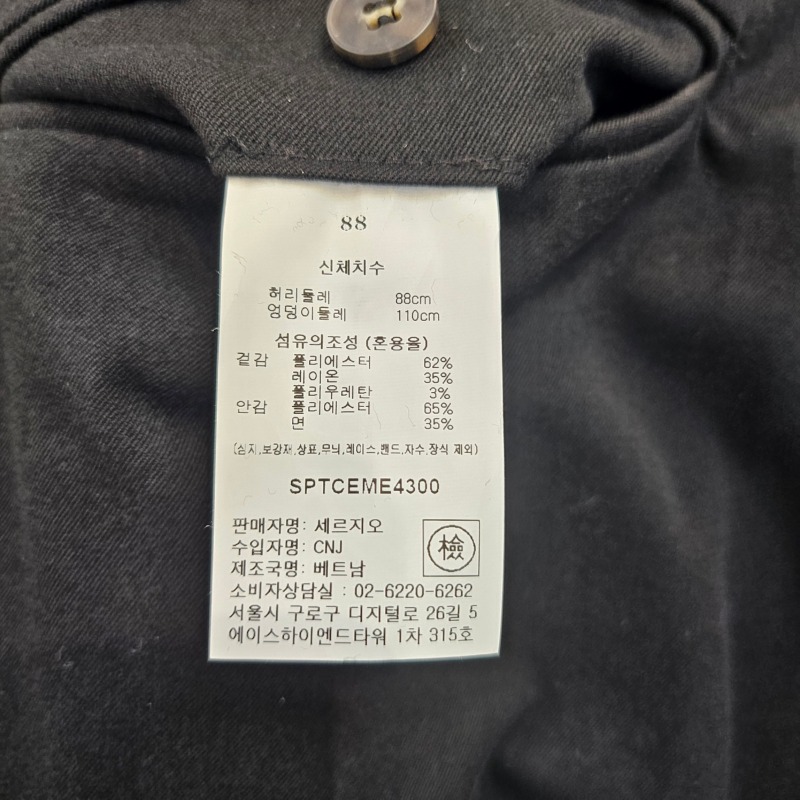 88
신체치수
허리둘레 88cm
엉덩이둘레 110cm
섬유의조성 (혼용율)
겉감 폴리에스터 62%
레이온 35%
폴리우레탄 3%
안감 폴리에스터 65%
면 35%
(심지,보강재,상표,무늬,레이스,밴드,자수,장식 제외)
SPTCEME4300
판매자명: 세르지오
수입자명: CNJ
檢
제조국명: 베트남
소비자상담실 : 02-6220-6262
서울시 구로구 디지털로 26길 5
에이스하이엔드타워 1차 315호